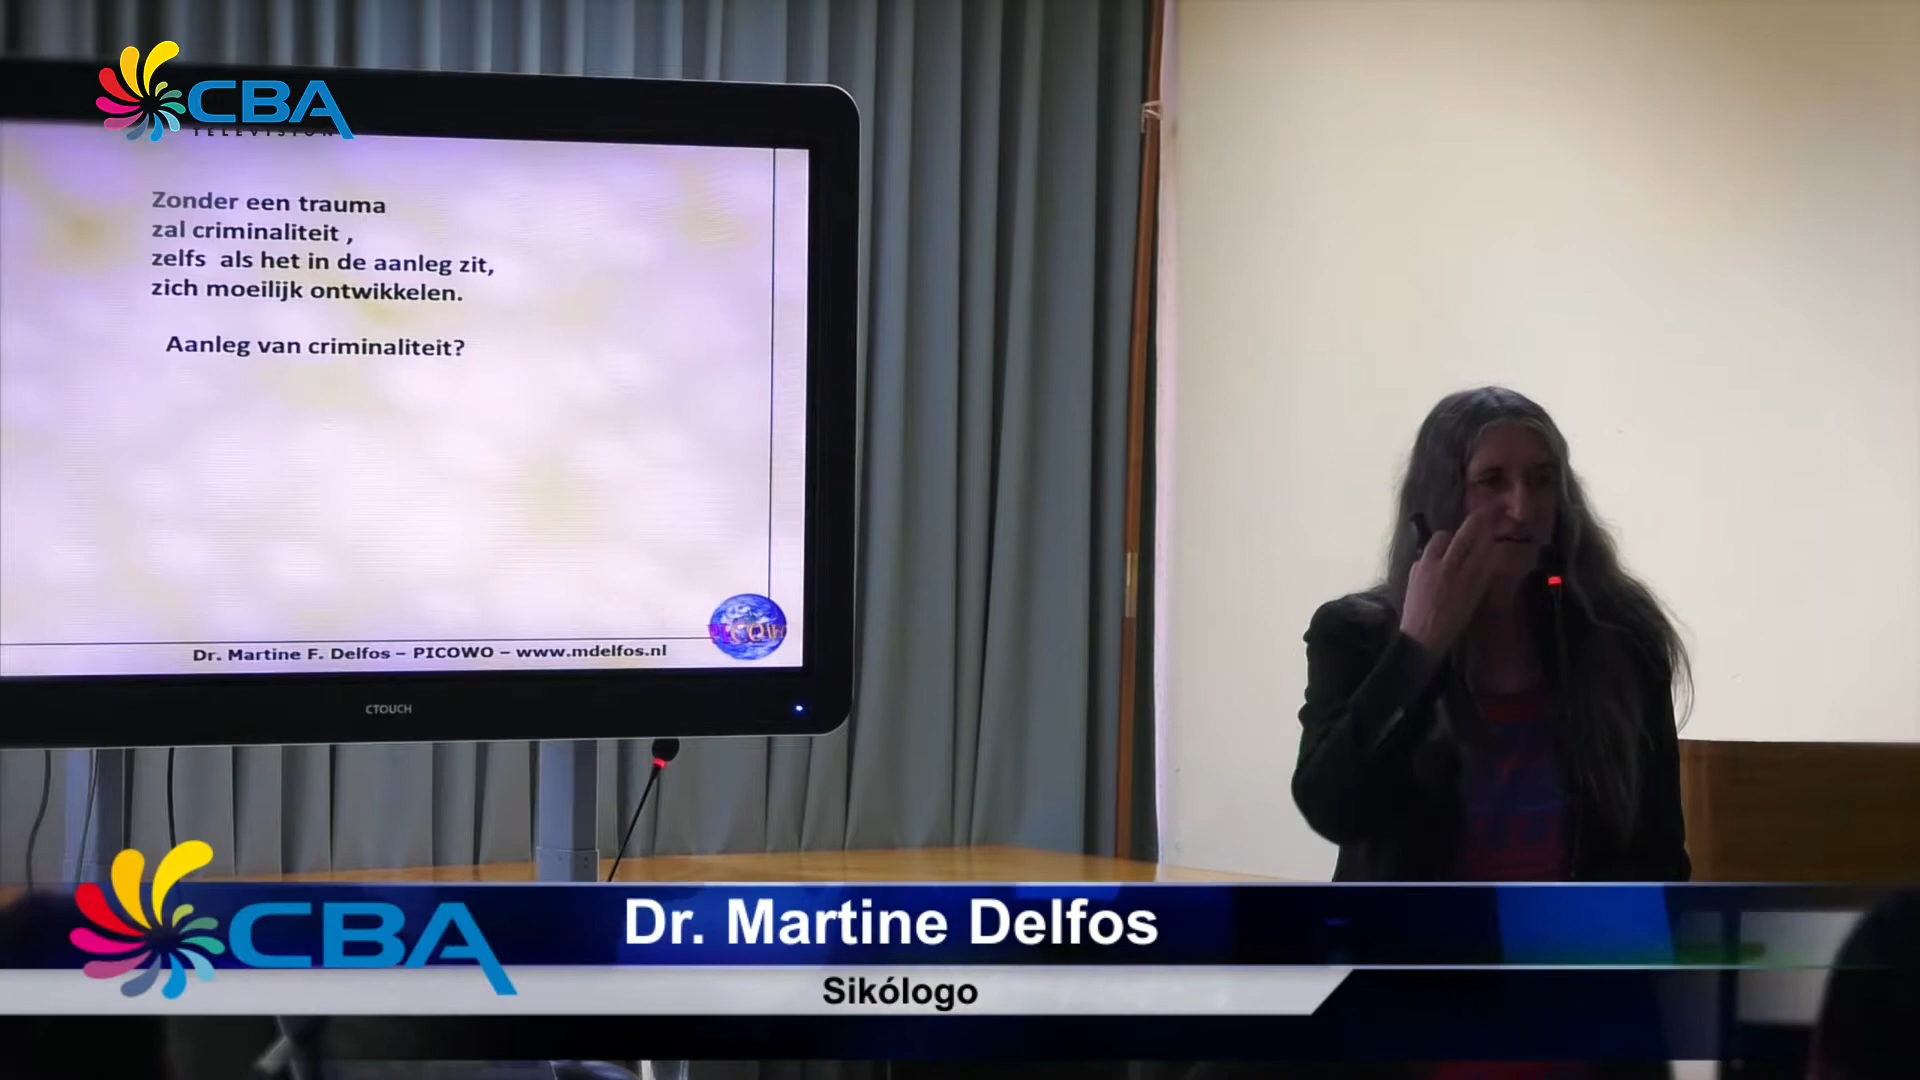 CBA
TELEVISION
Zonder een trauma
zal criminaliteit ,
zelfs als het in de aanleg zit,
zich moeilijk ontwikkelen.
Aanleg van criminaliteit?
PICOWO
Dr. Martine F. Delfos – PICOWO – www.mdelfos.nl
CTOUCH
CBA
Dr. Martine Delfos
Sikólogo